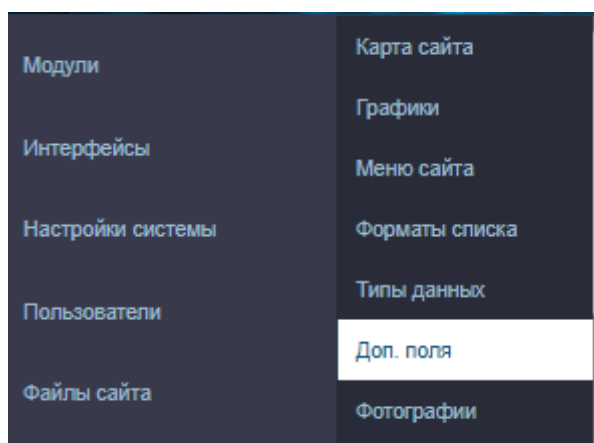 Модули
Интерфейсы
Настройки системы
Пользователи
Файлы сайта
Карта сайта
Графики
Меню сайта
Форматы списка
Типы данных
Доп. поля
Фотографии